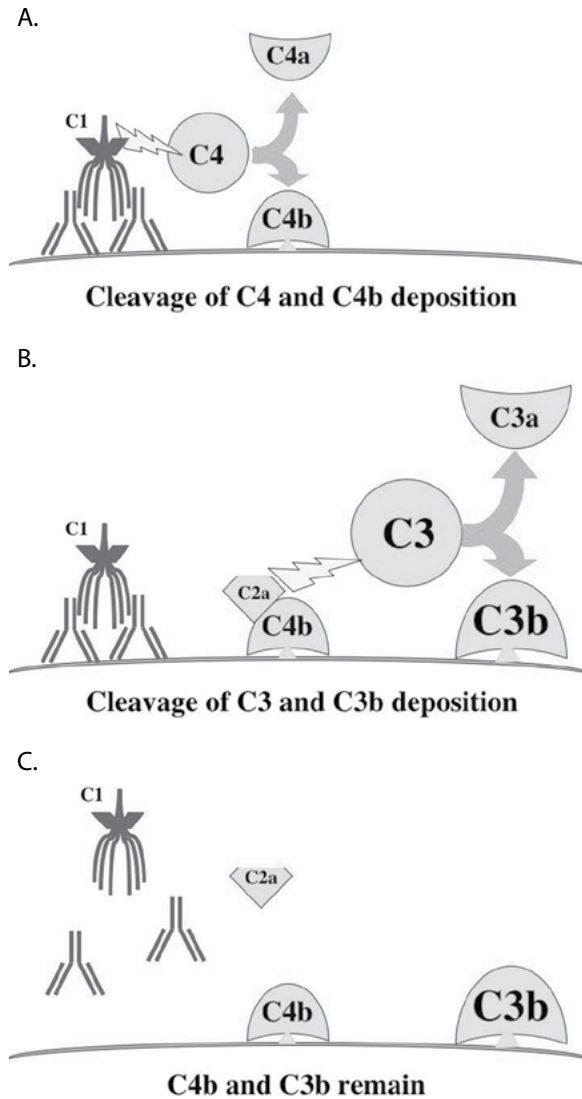 A.
C4a
C1
C4
C4b
Cleavage of C4 and C4b deposition
B.
C3a
C1
C3
C2a
C4b
C3b
Cleavage of C3 and C3b deposition
C.
C1
C2a
C4b
C3b
C4b and C3b remain